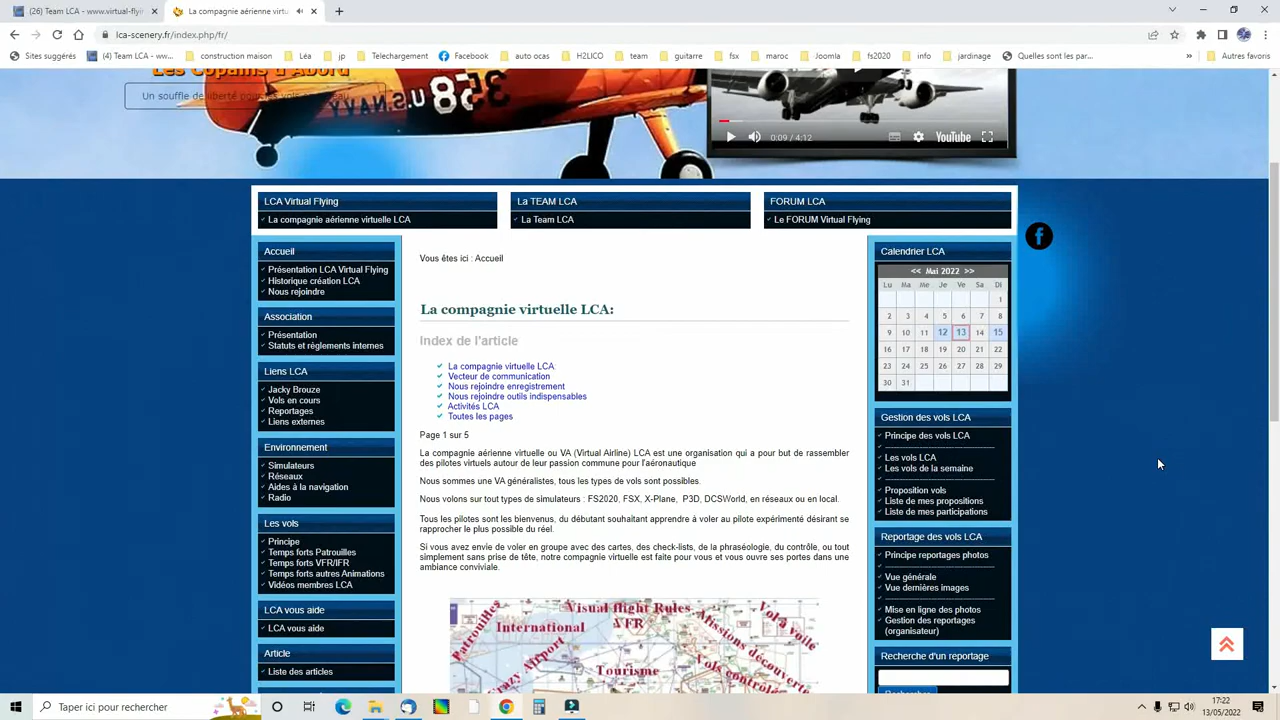 (26) Team LCA - www.virtual-flyi
La compagnie aérienne virtue
lca-scenery.fr/index.php/fr/
Sites suggérés
(4) Team LCA - ww...
construction maison
Léa
jp
Telechargement
Facebook
auto ocas
H2LICO
team
guitarre
fsx
maroc
Joomla
fs2020
info
jardinage
Quelles sont les par...
»
Autres favoris
Les Copains d'Abord
Un souffle de liberté pour les vols en réseau
0:09 / 4:12
YouTube
LCA Virtual Flying
La compagnie aérienne virtuelle LCA
La TEAM LCA
La Team LCA
FORUM LCA
Le FORUM Virtual Flying
Accueil
Présentation LCA Virtual Flying
Historique création LCA
Nous rejoindre
Association
Présentation
Statuts et règlements internes
Liens LCA
Jacky Brouze
Vols en cours
Reportages
Liens externes
Environnement
Simulateurs
Réseaux
Aides à la navigation
Radio
Les vols
Principe
Temps forts Patrouilles
Temps forts VFR/IFR
Temps forts autres Animations
Vidéos membres LCA
LCA vous aide
LCA vous aide
Article
Liste des articles
Vous êtes ici : Accueil
La compagnie virtuelle LCA:
Index de l'article
La compagnie virtuelle LCA:
Vecteur de communication
Nous rejoindre enregistrement
Nous rejoindre outils indispensables
Activités LCA
Toutes les pages
Page 1 sur 5
La compagnie aérienne virtuelle ou VA (Virtual Airline) LCA est une organisation qui a pour but de rassembler
des pilotes virtuels autour de leur passion commune pour l'aéronautique
Nous sommes une VA généralistes, tous les types de vols sont possibles.
Nous volons sur tout types de simulateurs : FS2020, FSX, X-Plane, P3D, DCSWorld, en réseaux ou en local.
Tous les pilotes sont les bienvenus, du débutant souhaitant apprendre à voler au pilote expérimenté désirant se
rapprocher le plus possible du réel.
Si vous avez envie de voler en groupe avec des cartes, des check-lists, de la phraséologie, du contrôle, ou tout
simplement sans prise de tête, notre compagnie virtuelle est faite pour vous et vous ouvre ses portes dans une
ambiance conviviale.
Patrouilles
International
Visual flight Rules
VFR
Vol à voile
Crazy Airport
Tourisme
Missions découverte
Vols contrôlés
Calendrier LCA
<< Mai 2022 >>
Lu Ma Me Je Ve Sa Di
1
2 3 4 5 6 7 8
9 10 11 12 13 14 15
16 17 18 19 20 21 22
23 24 25 26 27 28 29
30 31
Gestion des vols LCA
Principe des vols LCA
Les vols LCA
Les vols de la semaine
Proposition vols
Liste de mes propositions
Liste de mes participations
Reportage des vols LCA
Principe reportages photos
Vue générale
Vue dernières images
Mise en ligne des photos
Gestion des reportages
(organisateur)
Recherche d'un reportage
Rechercher
Taper ici pour rechercher
17:22
13/05/2022